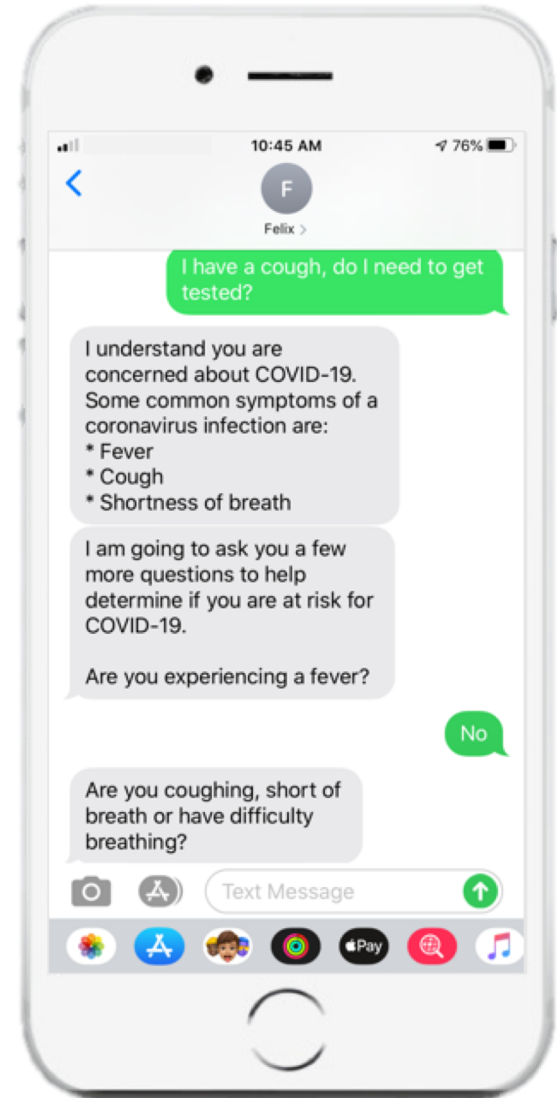 10:45 AM
76%
F
Felix >
I have a cough, do I need to get
tested?
I understand you are
concerned about COVID-19.
Some common symptoms of a
coronavirus infection are:
* Fever
* Cough
* Shortness of breath
I am going to ask you a few
more questions to help
determine if you are at risk for
COVID-19.
Are you experiencing a fever?
No
Are you coughing, short of
breath or have difficulty
breathing?
Text Message
Pay